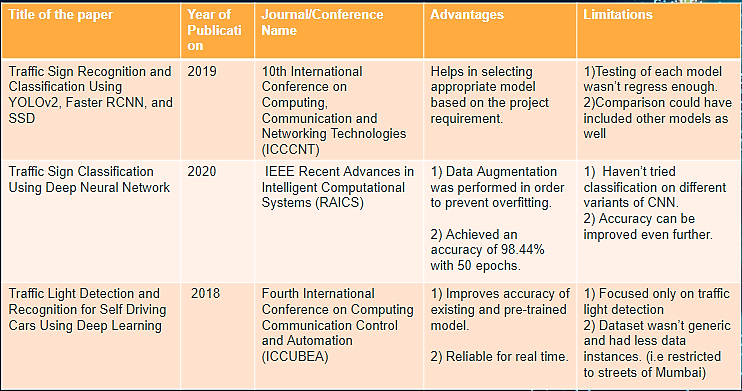 Title of the paper
Year of
Publicati
on
Journal/Conference
Name
Advantages
Limitations
Traffic Sign Recognition and
Classification Using
YOLOv2, Faster RCNN, and
SSD
2019
10th International
Conference on
Computing,
Communication and
Networking Technologies
(ICCCNT)
Helps in selecting
appropriate model
based on the project
requirement.
1)Testing of each model
wasn't regress enough.
2)Comparison could have
included other models as
well
Traffic Sign Classification
Using Deep Neural Network
2020
IEEE Recent Advances in
Intelligent Computational
Systems (RAICS)
1) Data Augmentation
was performed in order
to prevent overfitting.
2) Achieved an
accuracy of 98.44%
with 50 epochs.
1) Haven't tried
classification on different
variants of CNN.
2) Accuracy can be
improved even further.
Traffic Light Detection and
Recognition for Self Driving
Cars Using Deep Learning
2018
Fourth International
Conference on Computing
Communication Control
and Automation
(ICCUBEA)
1) Improves accuracy of
existing and pre-trained
model.
2) Reliable for real time.
1) Focused only on traffic
light detection
2) Dataset wasn't generic
and had less data
instances. (i.e restricted
to streets of Mumbai)